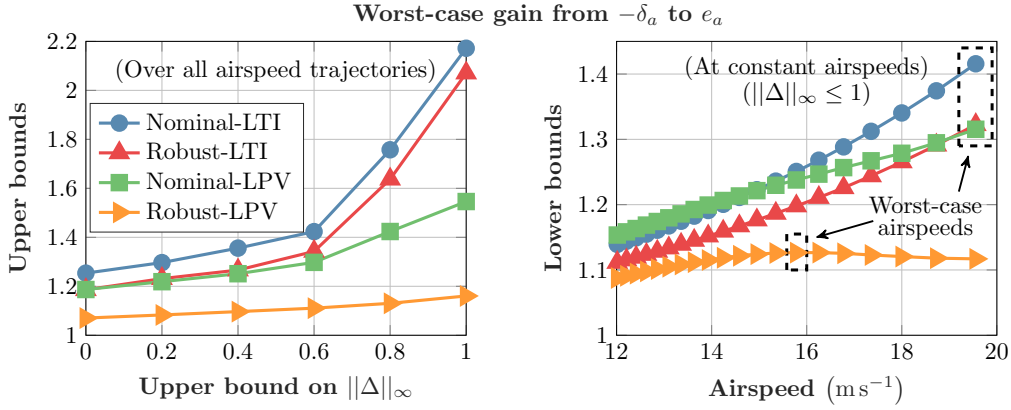 Worst-case gain from −δₐ to eₐ
Upper bounds
2.2
2
1.8
1.6
1.4
1.2
1
(Over all airspeed trajectories)
Nominal-LTI
Robust-LTI
Nominal-LPV
Robust-LPV
0 0.2 0.4 0.6 0.8 1
Upper bound on ||Δ||∞
Lower bounds
1.4
1.3
1.2
1.1
1
(At constant airspeeds)
(||Δ||∞ ≤ 1)
Worst-case
airspeeds
12 14 16 18 20
Airspeed (m s⁻¹)